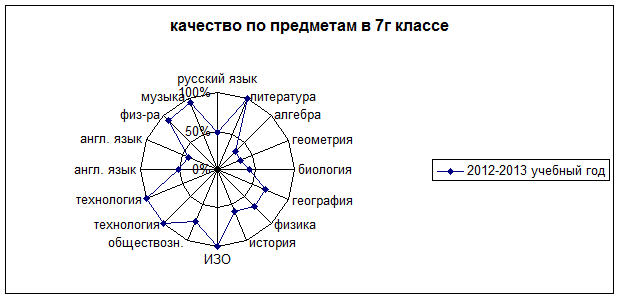 качество по предметам в 7г классе
русский язык
100%
музыка
литература
физ-ра
алгебра
50%
англ. язык
геометрия
англ. язык
0%
биология
2012-2013 учебный год
технология
география
технология
физика
обществозн.
история
ИЗО